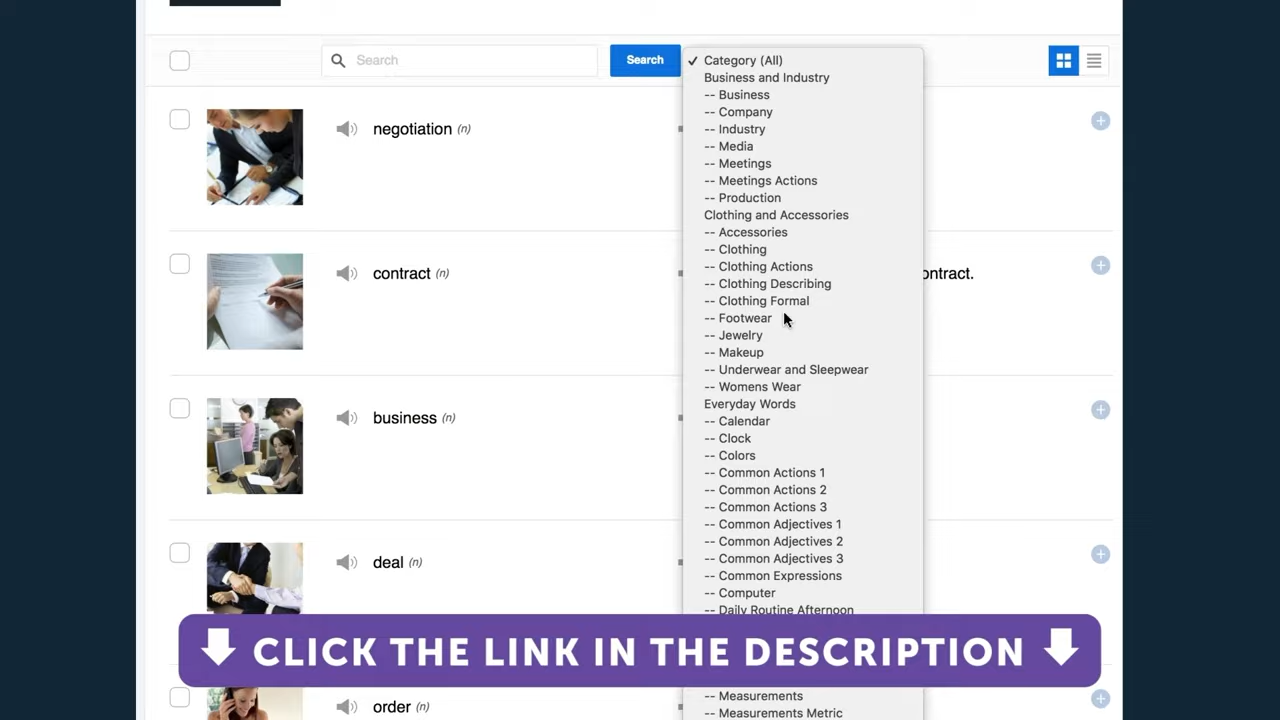 Search
Search
✓ Category (All)
Business and Industry
-- Business
-- Company
-- Industry
-- Media
-- Meetings
-- Meetings Actions
-- Production
Clothing and Accessories
-- Accessories
-- Clothing
-- Clothing Actions
-- Clothing Describing
-- Clothing Formal
-- Footwear
-- Jewelry
-- Makeup
-- Underwear and Sleepwear
-- Womens Wear
Everyday Words
-- Calendar
-- Clock
-- Colors
-- Common Actions 1
-- Common Actions 2
-- Common Actions 3
-- Common Adjectives 1
-- Common Adjectives 2
-- Common Adjectives 3
-- Common Expressions
-- Computer
-- Daily Routine Afternoon
-- Measurements
-- Measurements Metric
negotiation (n)
contract (n)
ontract.
business (n)
deal (n)
order (n)
CLICK THE LINK IN THE DESCRIPTION